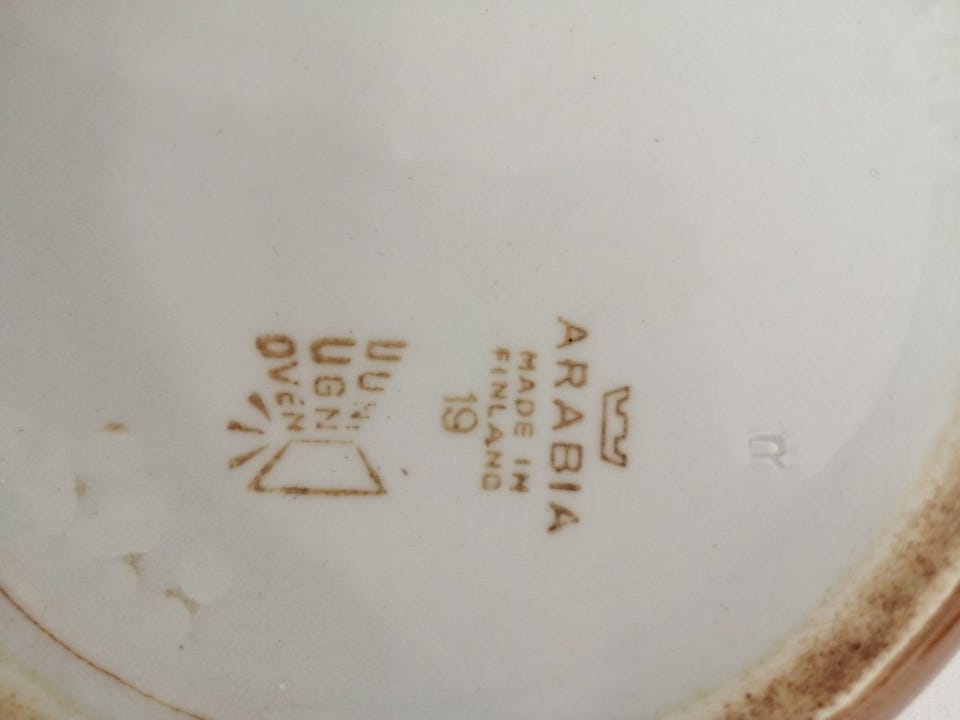 ARABIA
MADE IN
FINLAND
19
UUNI
UGN
OVEN